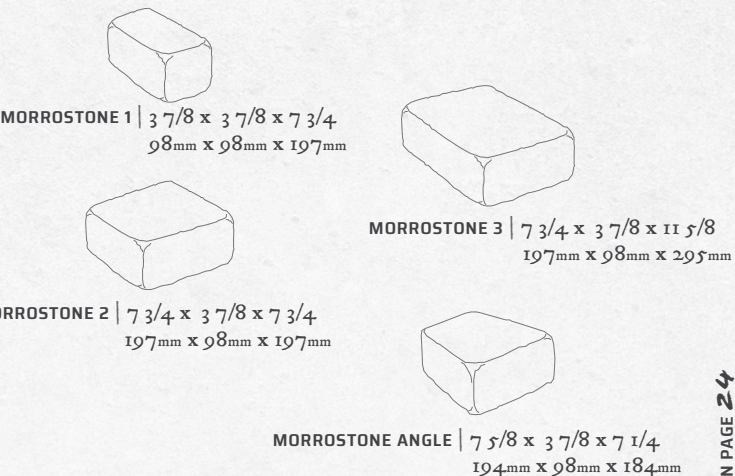 MORROSTONE 1 | 3 7/8 x 3 7/8 x 7 3/4
98mm x 98mm x 197mm
MORROSTONE 3 | 7 3/4 x 3 7/8 x 11 5/8
197mm x 98mm x 295mm
ORROSTONE 2 | 7 3/4 x 3 7/8 x 7 3/4
197mm x 98mm x 197mm
MORROSTONE ANGLE | 7 5/8 x 3 7/8 x 7 1/4
194mm x 98mm x 184mm
N PAGE 24